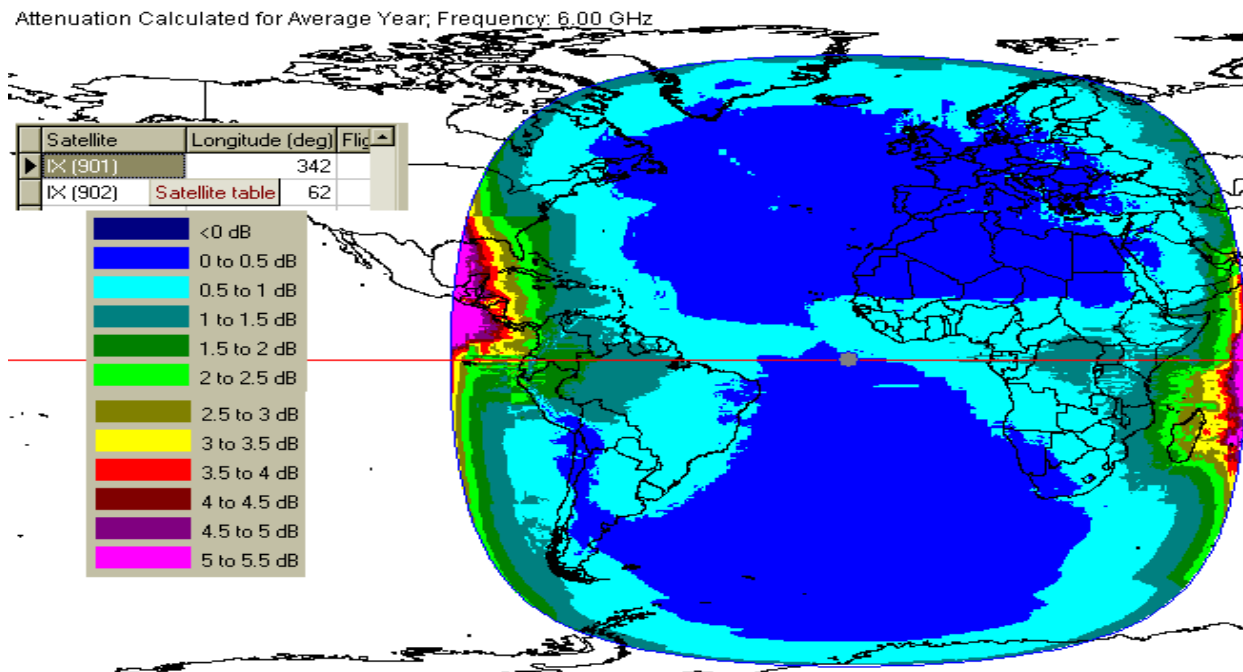 Attenuation Calculated for Average Year; Frequency: 6.00 GHz
Satellite Longitude (deg) Flig
IX (901) 342
IX (902) Satellite table 62
<0 dB
0 to 0.5 dB
0.5 to 1 dB
1 to 1.5 dB
1.5 to 2 dB
2 to 2.5 dB
2.5 to 3 dB
3 to 3.5 dB
3.5 to 4 dB
4 to 4.5 dB
4.5 to 5 dB
5 to 5.5 dB